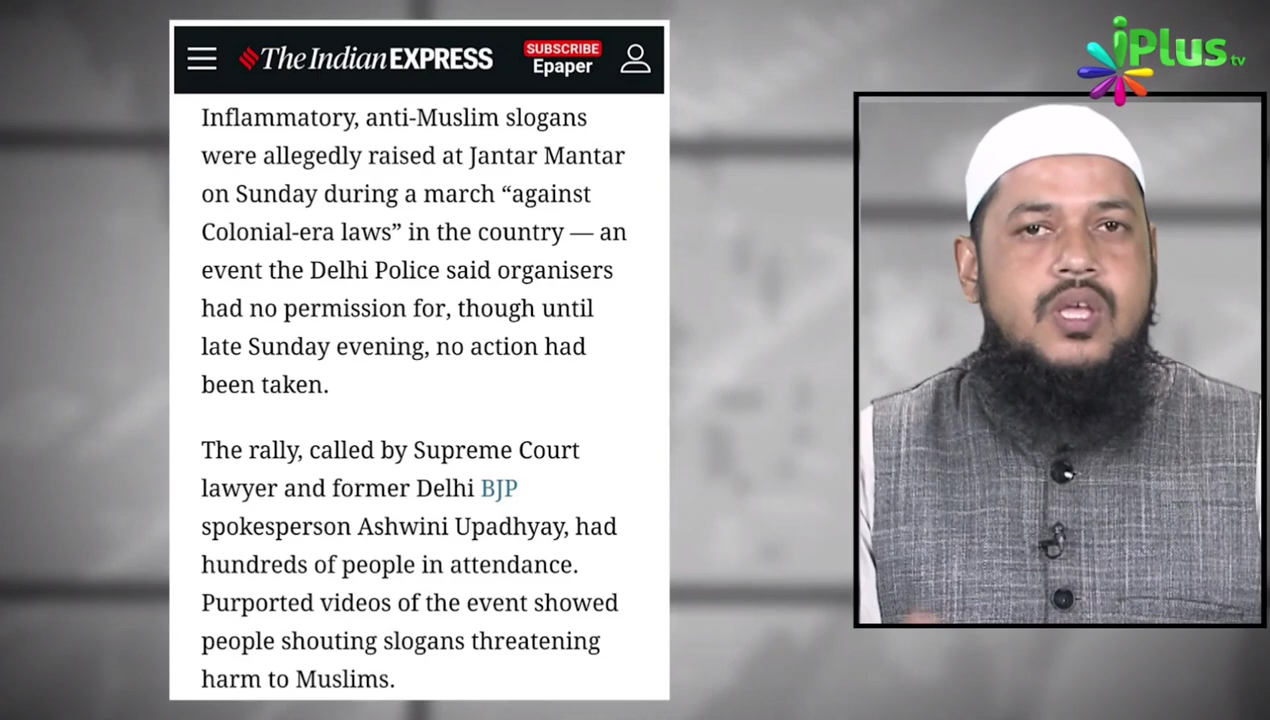 The Indian EXPRESS
SUBSCRIBE
Epaper
iPlus tv
Inflammatory, anti-Muslim slogans
were allegedly raised at Jantar Mantar
on Sunday during a march “against
Colonial-era laws” in the country — an
event the Delhi Police said organisers
had no permission for, though until
late Sunday evening, no action had
been taken.
The rally, called by Supreme Court
lawyer and former Delhi BJP
spokesperson Ashwini Upadhyay, had
hundreds of people in attendance.
Purported videos of the event showed
people shouting slogans threatening
harm to Muslims.